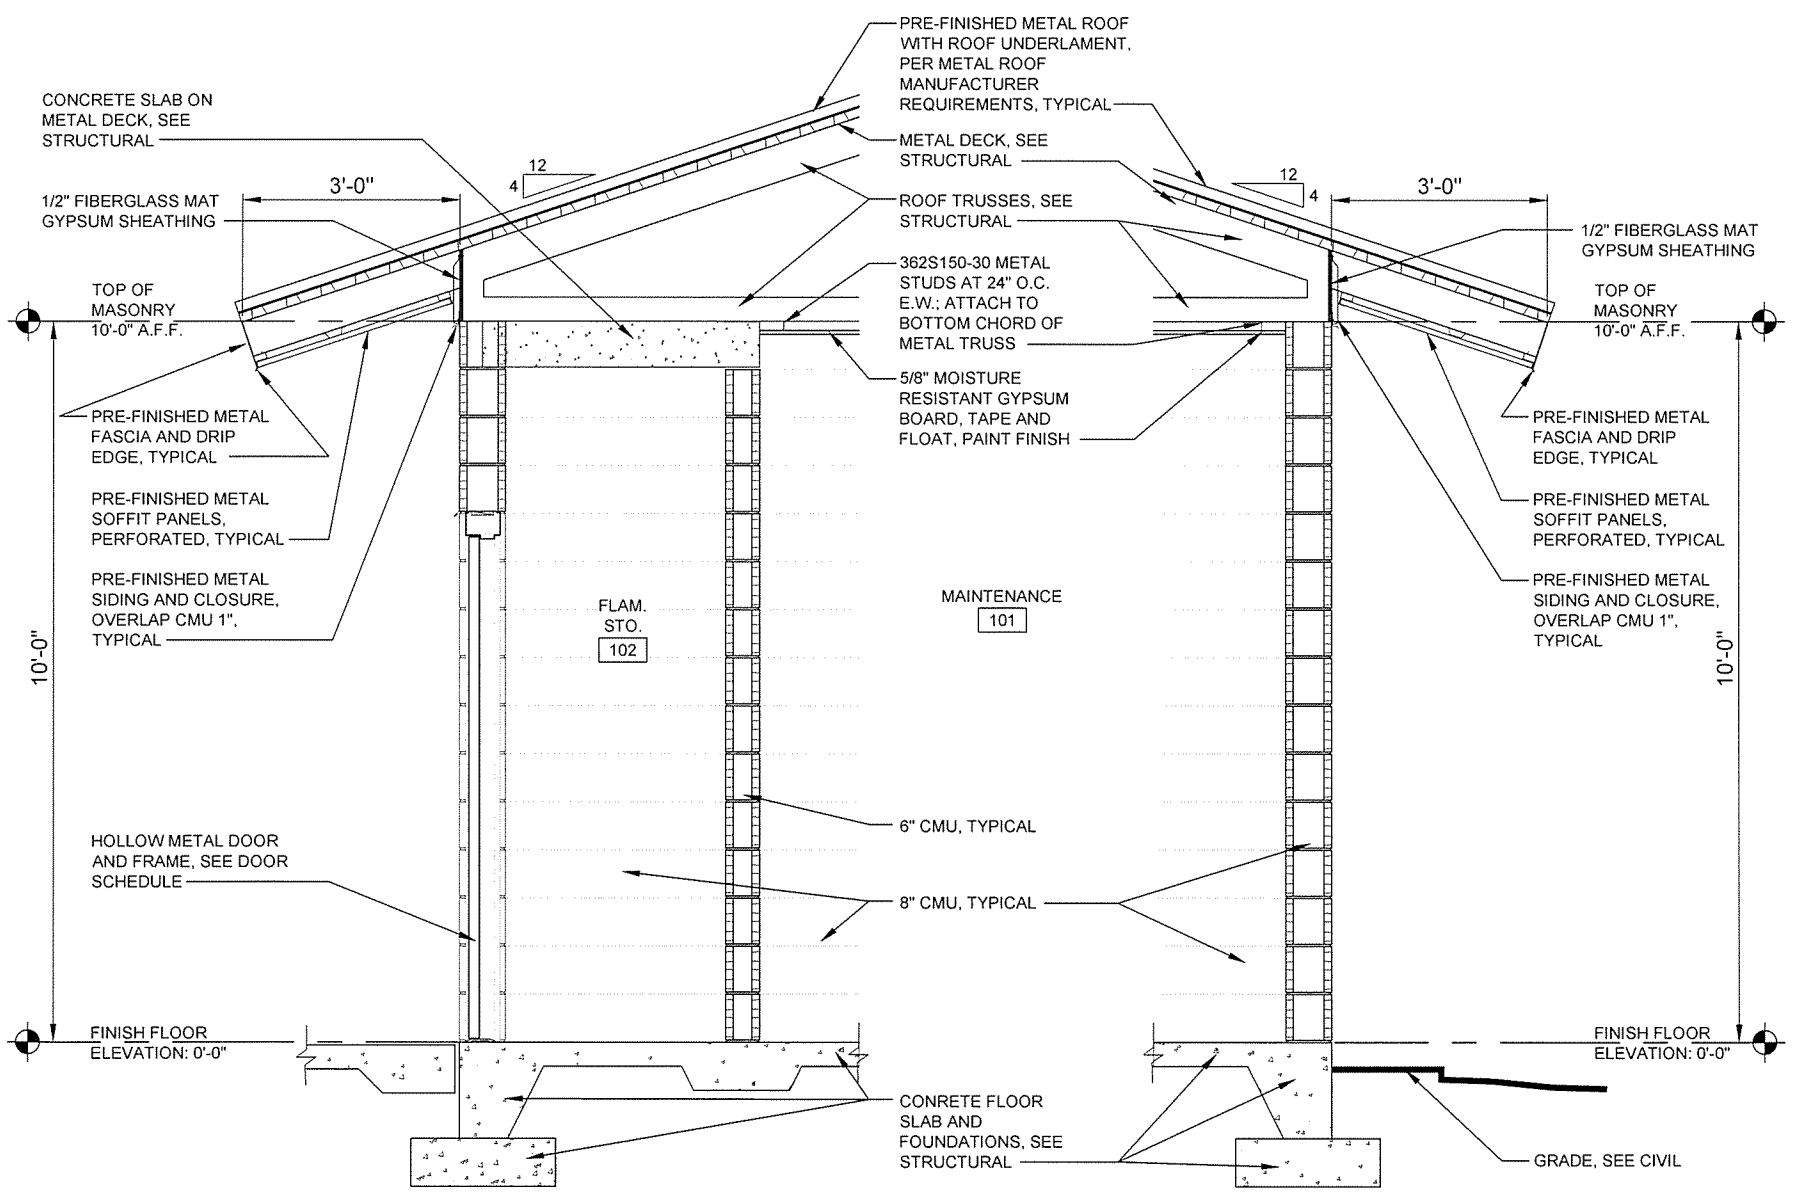 PRE-FINISHED METAL ROOF
WITH ROOF UNDERLAMENT,
PER METAL ROOF
MANUFACTURER
REQUIREMENTS, TYPICAL
CONCRETE SLAB ON
METAL DECK, SEE
STRUCTURAL
METAL DECK, SEE
STRUCTURAL
12
4
12
4
3'-0"
3'-0"
1/2" FIBERGLASS MAT
GYPSUM SHEATHING
ROOF TRUSSES, SEE
STRUCTURAL
1/2" FIBERGLASS MAT
GYPSUM SHEATHING
362S150-30 METAL
STUDS AT 24" O.C.
E.W.; ATTACH TO
BOTTOM CHORD OF
METAL TRUSS
TOP OF
MASONRY
10'-0" A.F.F.
TOP OF
MASONRY
10'-0" A.F.F.
5/8" MOISTURE
RESISTANT GYPSUM
BOARD, TAPE AND
FLOAT, PAINT FINISH
PRE-FINISHED METAL
FASCIA AND DRIP
EDGE, TYPICAL
PRE-FINISHED METAL
FASCIA AND DRIP
EDGE, TYPICAL
PRE-FINISHED METAL
SOFFIT PANELS,
PERFORATED, TYPICAL
PRE-FINISHED METAL
SOFFIT PANELS,
PERFORATED, TYPICAL
PRE-FINISHED METAL
SIDING AND CLOSURE,
OVERLAP CMU 1",
TYPICAL
PRE-FINISHED METAL
SIDING AND CLOSURE,
OVERLAP CMU 1",
TYPICAL
FLAM.
STO.
102
MAINTENANCE
101
10'-0"
10'-0"
6" CMU, TYPICAL
HOLLOW METAL DOOR
AND FRAME, SEE DOOR
SCHEDULE
8" CMU, TYPICAL
FINISH FLOOR
ELEVATION: 0'-0"
FINISH FLOOR
ELEVATION: 0'-0"
CONRETE FLOOR
SLAB AND
FOUNDATIONS, SEE
STRUCTURAL
GRADE, SEE CIVIL